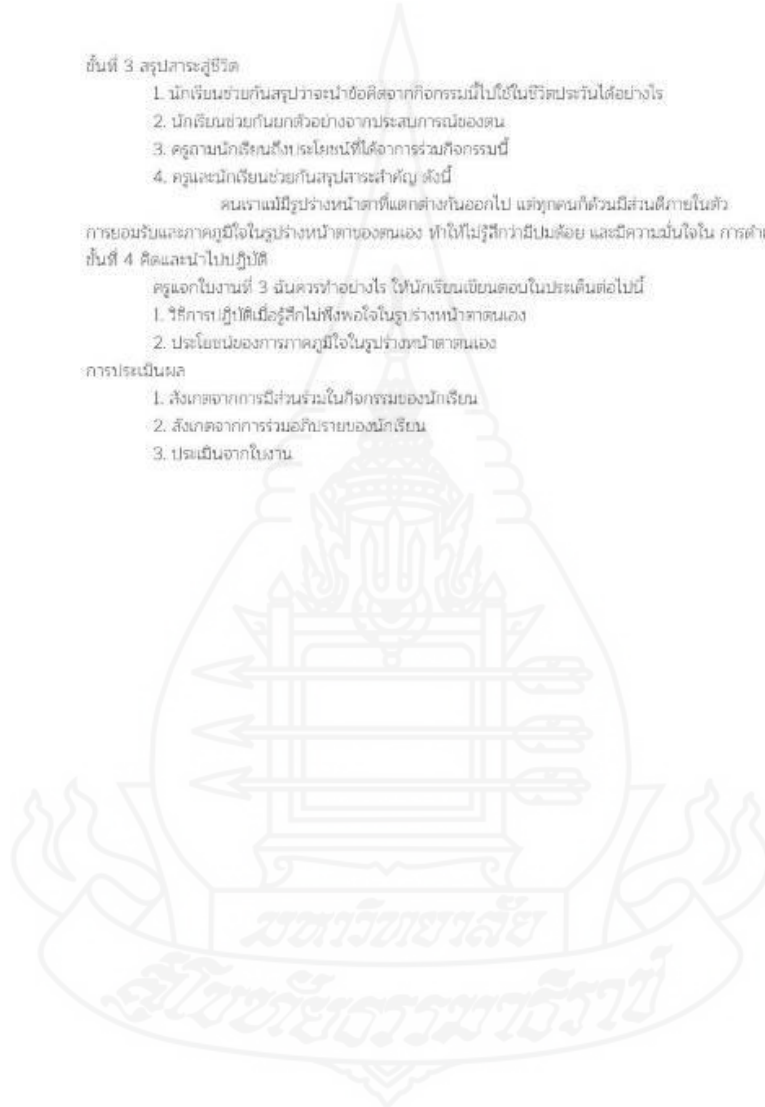 ขั้นที่ 3 สรุปสาระสู่ชีวิต
1. นักเรียนช่วยกันสรุปว่าจะนำข้อคิดจากกิจกรรมนี้ไปใช้ในชีวิตประวันได้อย่างไร
2. นักเรียนช่วยกันยกตัวอย่างจากประสบการณ์ของตน
3. ครูถามนักเรียนถึงประโยชน์ที่ได้จาการร่วมกิจกรรมนี้
4. ครูและนักเรียนช่วยกันสรุปสาระสำคัญ ดังนี้
คนเราแม้มีรูปร่างหน้าตาที่แตกต่างกันออกไป แต่ทุกคนก็ล้วนมีส่วนดีภายในตัว
การยอมรับและภาคภูมิใจในรูปร่างหน้าตาของตนเอง ทำให้ไม่รู้สึกว่ามีปมด้อย และมีความมั่นใจใน การดำเ
ขั้นที่ 4 คิดและนำไปปฏิบัติ
ครูแจกใบงานที่ 3 ฉันควรทำอย่างไร ให้นักเรียนเขียนตอบในประเด็นต่อไปนี้
1. วิธีการปฏิบัติเมื่อรู้สึกไม่พึงพอใจในรูปร่างหน้าตาตนเอง
2. ประโยชน์ของการภาคภูมิใจในรูปร่างหน้าตาตนเอง
การประเมินผล
1. สังเกตจากการมีส่วนร่วมในกิจกรรมของนักเรียน
2. สังเกตจากการร่วมอภิปรายของนักเรียน
3. ประเมินจากใบงาน
มหาวิทยาลัย
สุโขทัยธรรมาธิราช